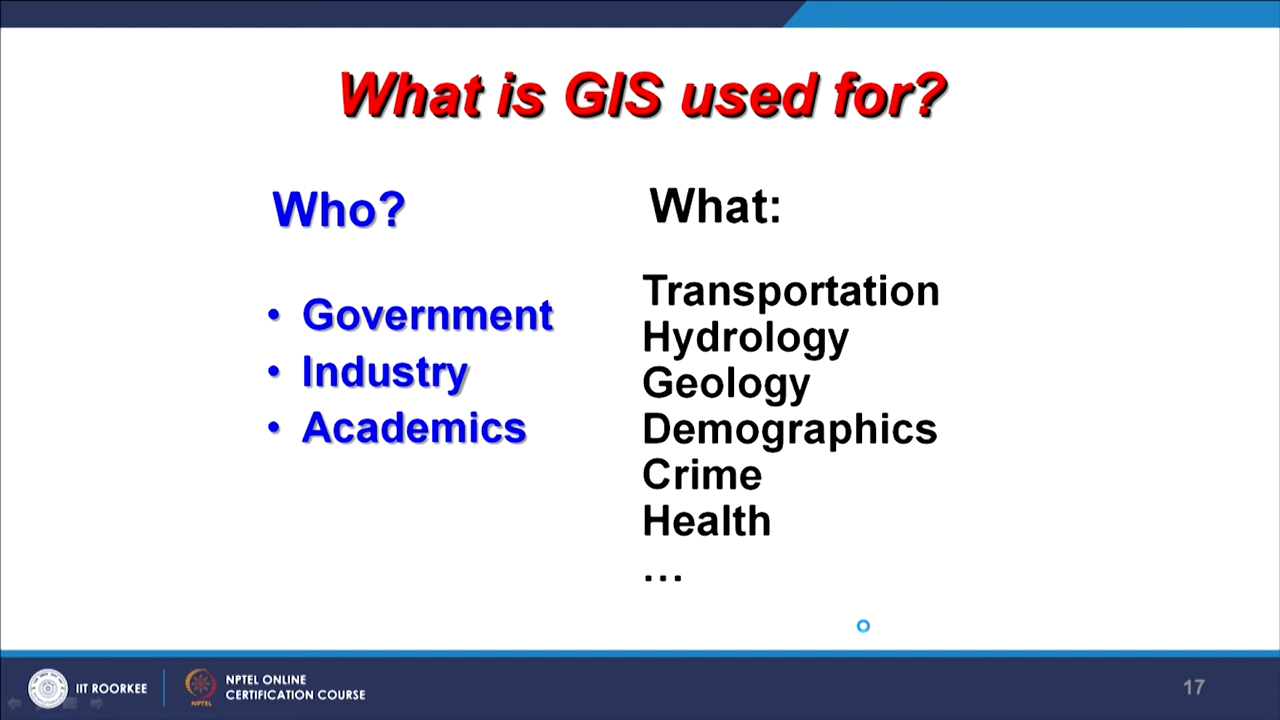 What is GIS used for?
Who?
• Government
• Industry
• Academics
What:
Transportation
Hydrology
Geology
Demographics
Crime
Health
…
IIT ROORKEE
NPTEL
NPTEL ONLINE
CERTIFICATION COURSE
17